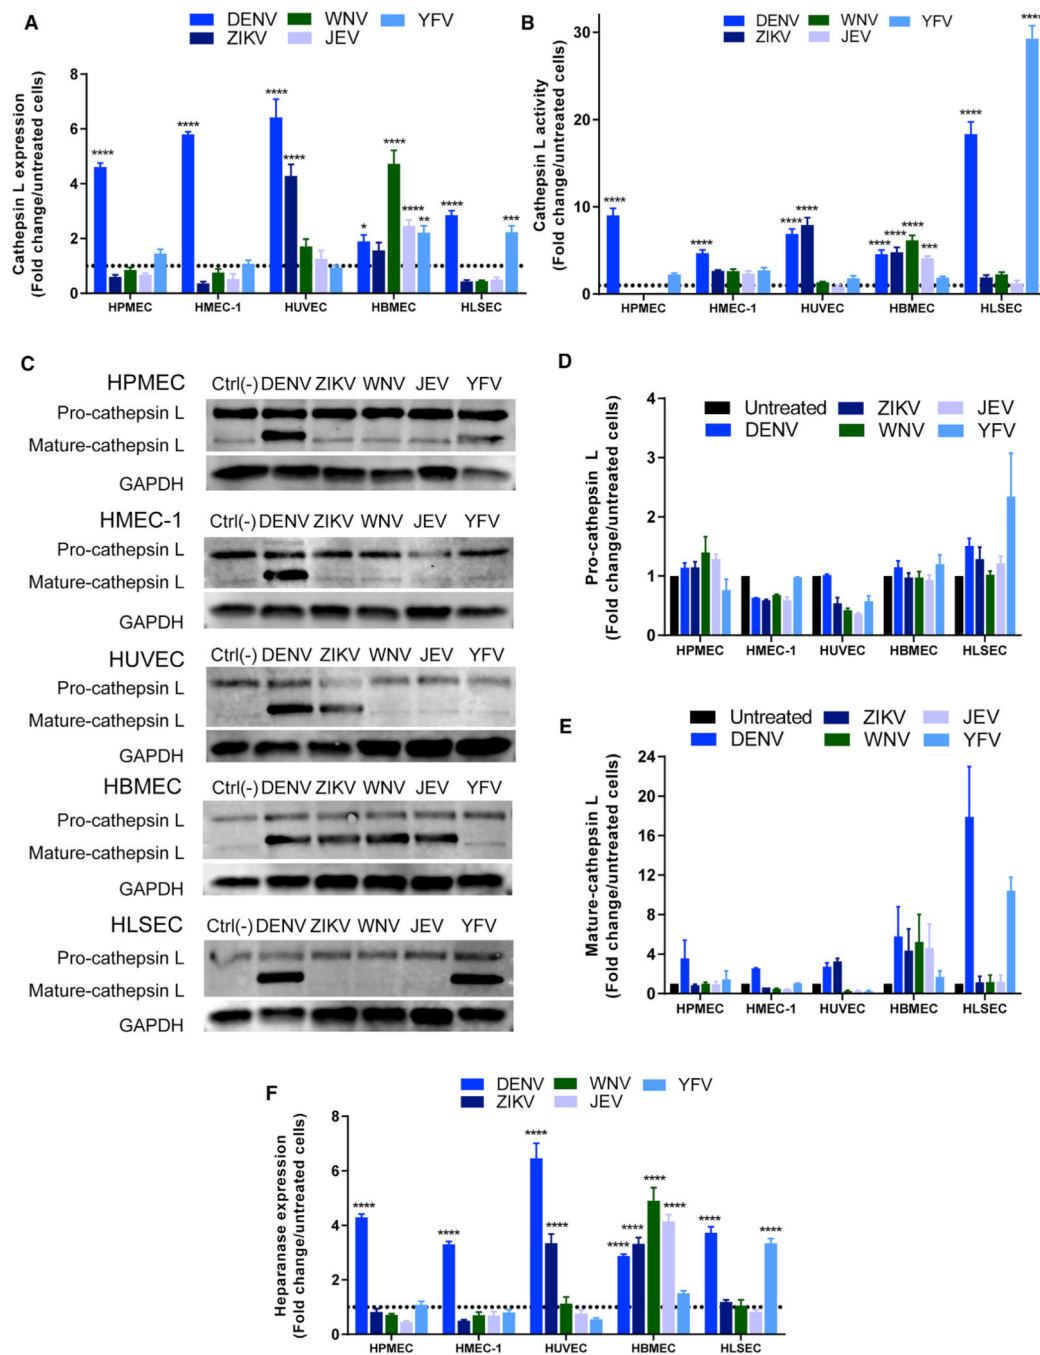 A
DENV WNV YFV
ZIKV JEV
Cathepsin L expression
(Fold change/untreated cells)
8
6
4
2
0
****
****
****
****
*
****
****
**
****
***
HPMEC HMEC-1 HUVEC HBMEC HLSEC
B
DENV WNV YFV
ZIKV JEV
Cathepsin L activity
(Fold change/untreated cells)
30
20
10
0
****
****
****
****
****
****
****
***
****
****
HPMEC HMEC-1 HUVEC HBMEC HLSEC
C
HPMEC
Ctrl(-) DENV ZIKV WNV JEV YFV
Pro-cathepsin L
Mature-cathepsin L
GAPDH
HMEC-1
Ctrl(-) DENV ZIKV WNV JEV YFV
Pro-cathepsin L
Mature-cathepsin L
GAPDH
HUVEC
Ctrl(-) DENV ZIKV WNV JEV YFV
Pro-cathepsin L
Mature-cathepsin L
GAPDH
HBMEC
Ctrl(-) DENV ZIKV WNV JEV YFV
Pro-cathepsin L
Mature-cathepsin L
GAPDH
HLSEC
Ctrl(-) DENV ZIKV WNV JEV YFV
Pro-cathepsin L
Mature-cathepsin L
GAPDH
D
Untreated ZIKV JEV
DENV WNV YFV
Pro-cathepsin L
(Fold change/untreated cells)
4
3
2
1
0
HPMEC HMEC-1 HUVEC HBMEC HLSEC
E
Untreated ZIKV JEV
DENV WNV YFV
Mature-cathepsin L
(Fold change/untreated cells)
24
20
16
12
8
4
0
HPMEC HMEC-1 HUVEC HBMEC HLSEC
F
DENV WNV YFV
ZIKV JEV
Heparanase expression
(Fold change/untreated cells)
8
6
4
2
0
****
****
****
****
****
****
****
****
****
****
HPMEC HMEC-1 HUVEC HBMEC HLSEC